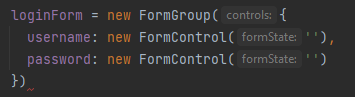 loginForm = new FormGroup( controls: {
username: new FormControl( formState: ''),
password: new FormControl( formState: '')
})